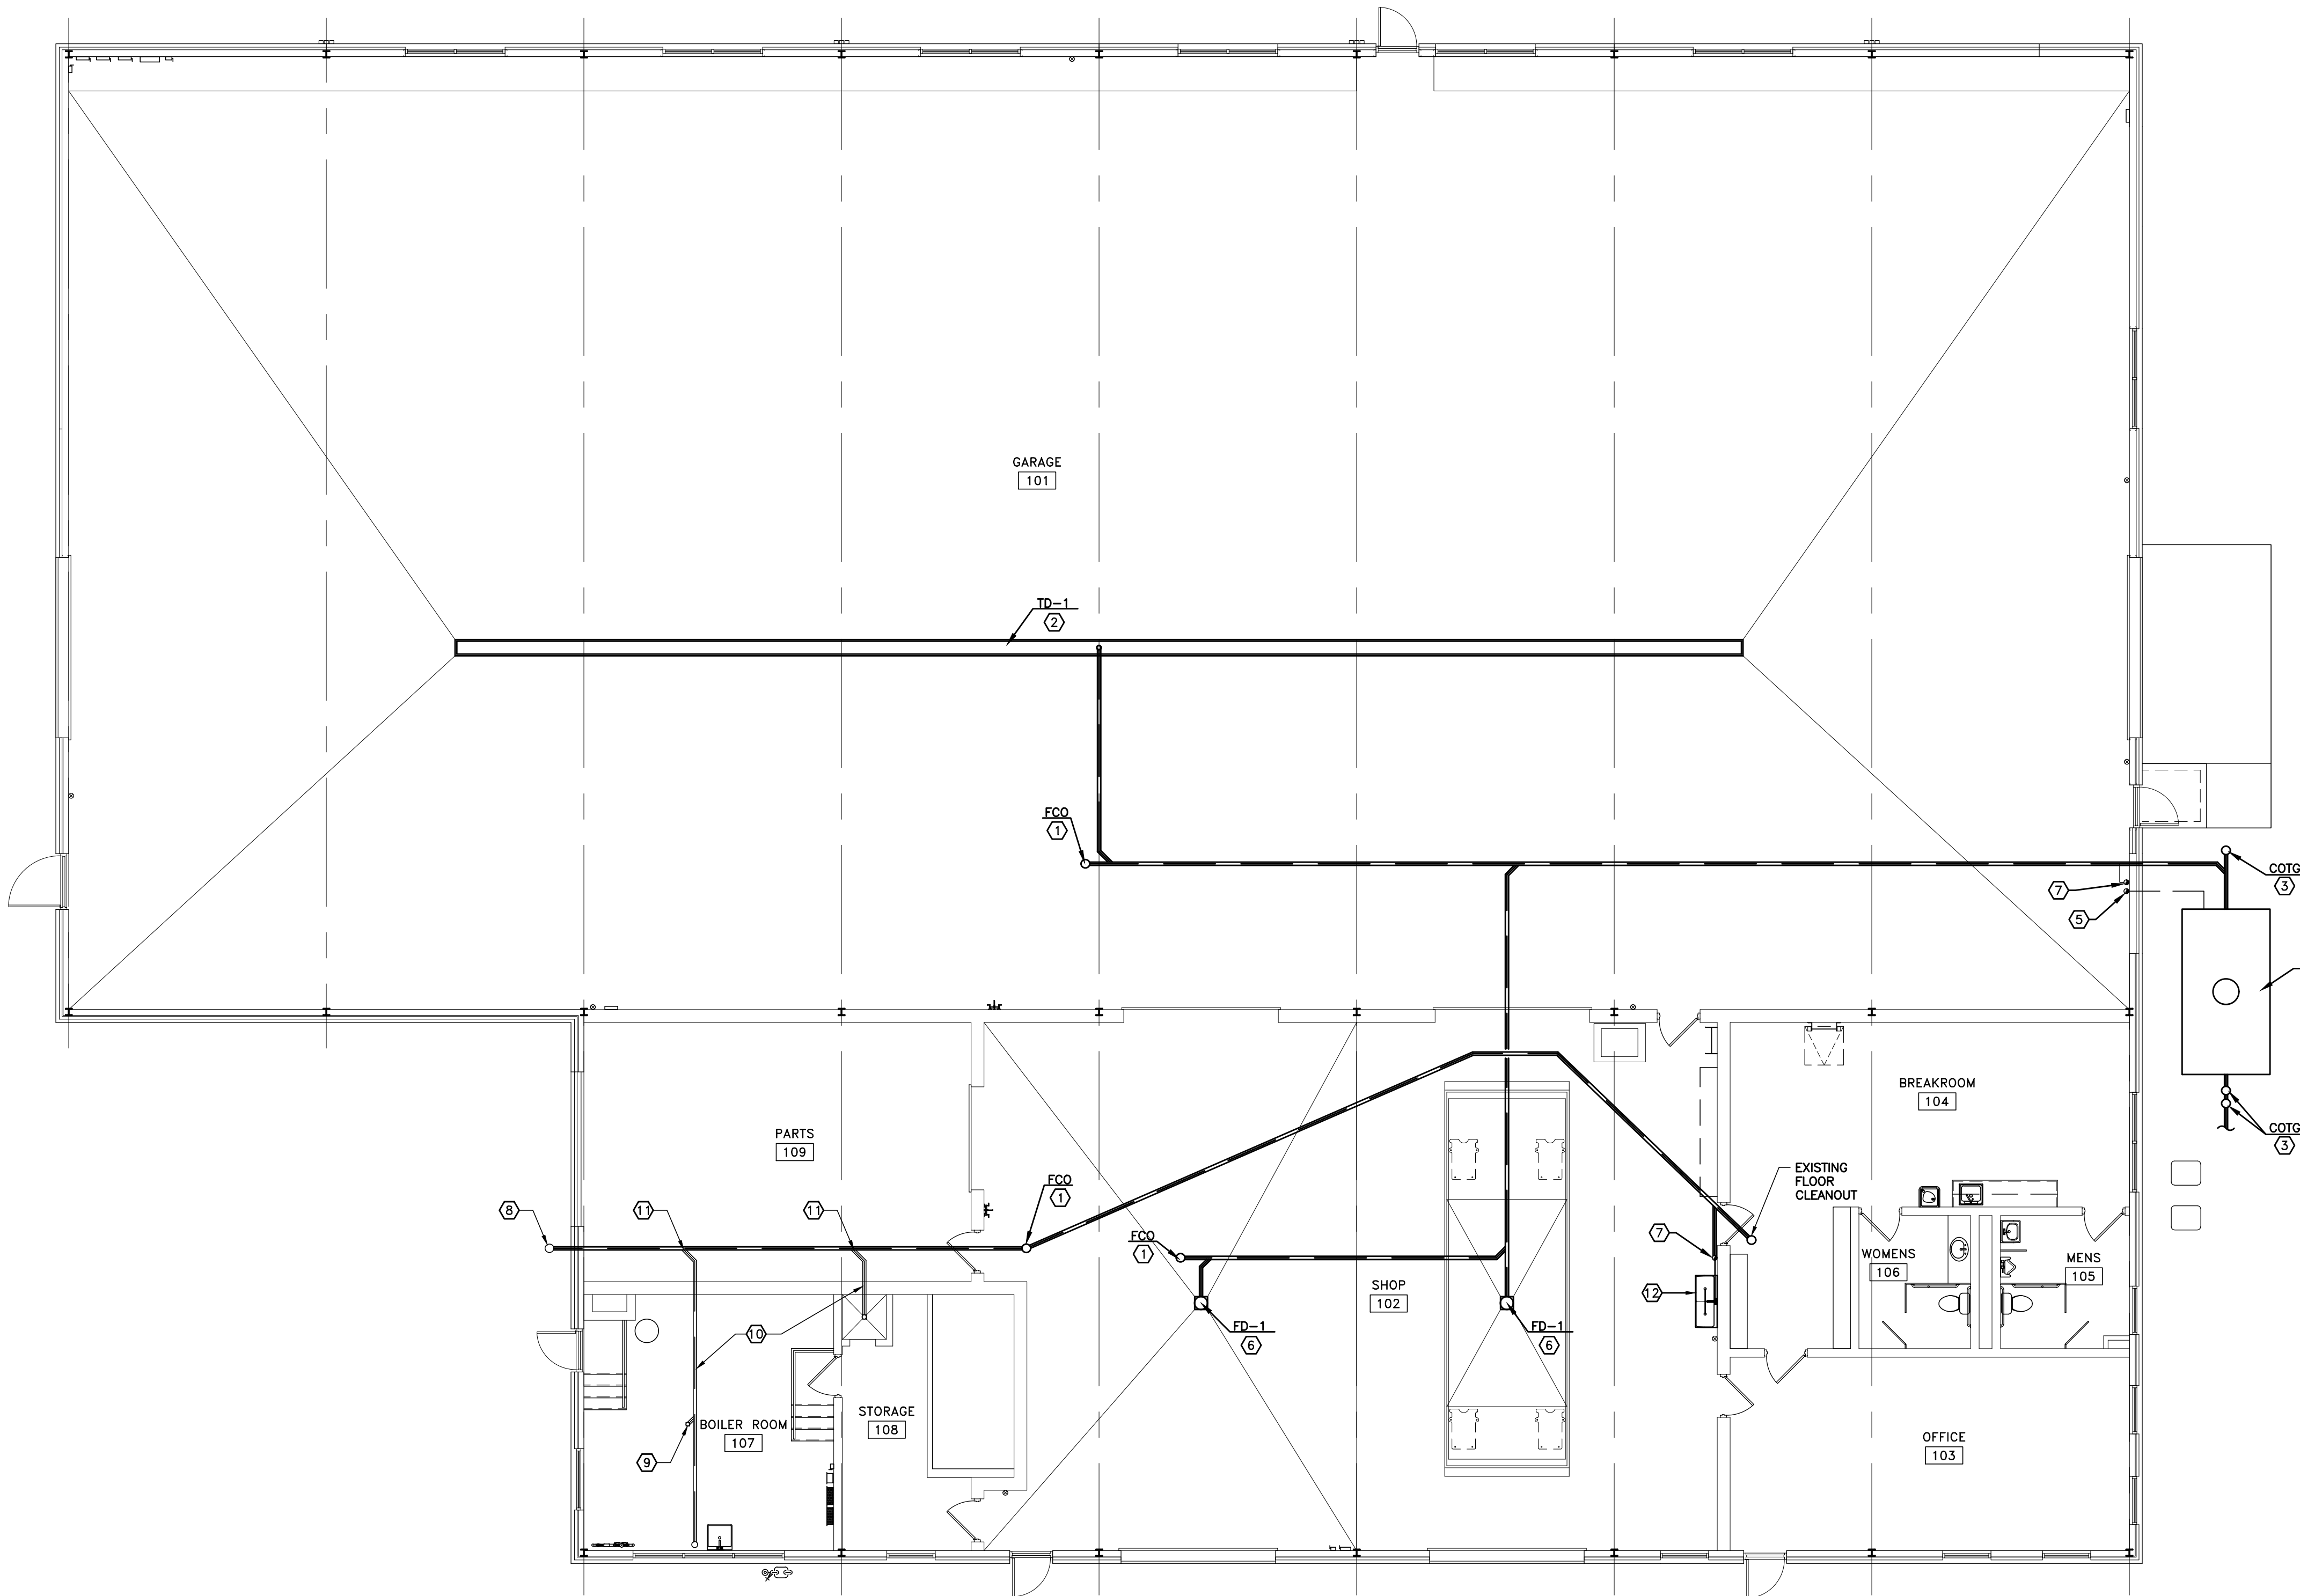 GARAGE
101
TD-1
2
FCO
1
COTG
3
7
5
BREAKROOM
104
COTG
3
PARTS
109
EXISTING
FLOOR
CLEANOUT
8
11
11
FCO
1
FCO
1
7
WOMENS
106
MENS
105
SHOP
102
12
10
FD-1
6
FD-1
6
STORAGE
108
BOILER ROOM
107
9
OFFICE
103